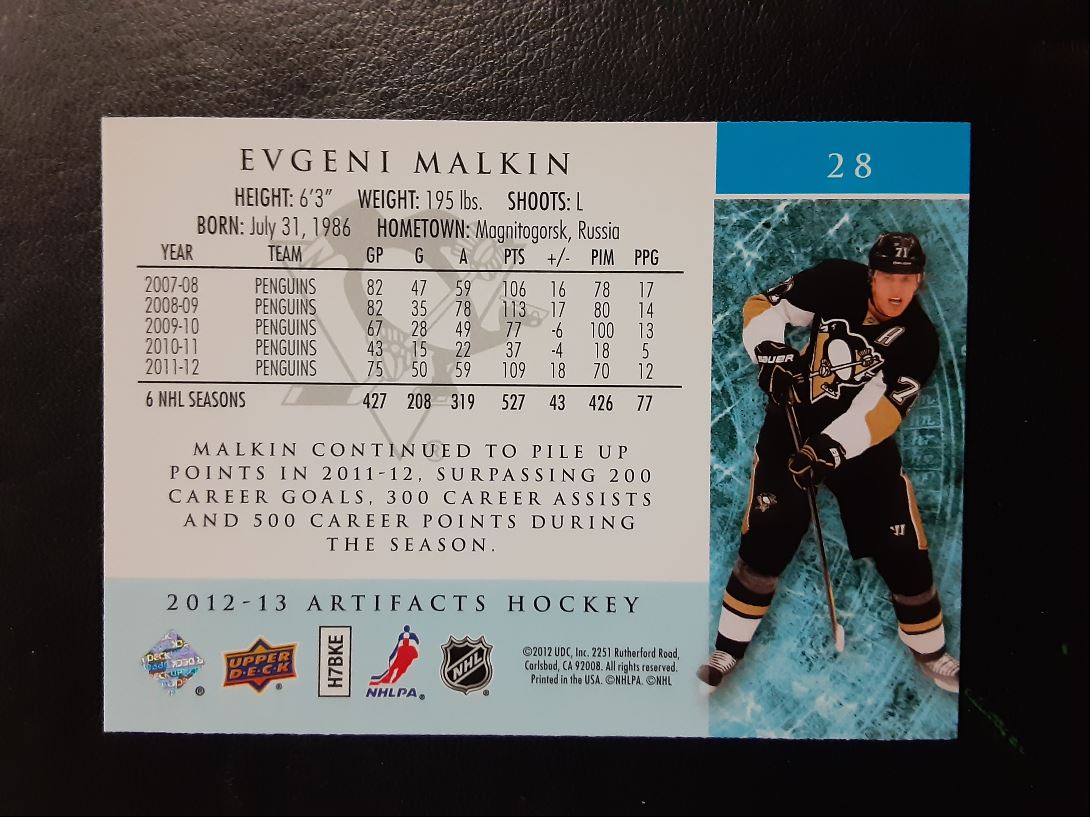 EVGENI MALKIN
28
HEIGHT: 6'3" WEIGHT: 195 lbs. SHOOTS: L
BORN: July 31, 1986 HOMETOWN: Magnitogorsk, Russia
YEAR TEAM GP G A PTS +/- PIM PPG
2007-08 PENGUINS 82 47 59 106 16 78 17
2008-09 PENGUINS 82 35 78 113 17 80 14
2009-10 PENGUINS 67 28 49 77 -6 100 13
2010-11 PENGUINS 43 15 22 37 -4 18 5
2011-12 PENGUINS 75 50 59 109 18 70 12
6 NHL SEASONS 427 208 319 527 43 426 77
MALKIN CONTINUED TO PILE UP
POINTS IN 2011-12, SURPASSING 200
CAREER GOALS, 300 CAREER ASSISTS
AND 500 CAREER POINTS DURING
THE SEASON.
2012-13 ARTIFACTS HOCKEY
UPPER
DECK
H7BKE
NHLPA®
NHL
©2012 UDC, Inc. 2251 Rutherford Road,
Carlsbad, CA 92008. All rights reserved.
Printed in the USA. ©NHLPA. ©NHL
71
A
BAUER
71